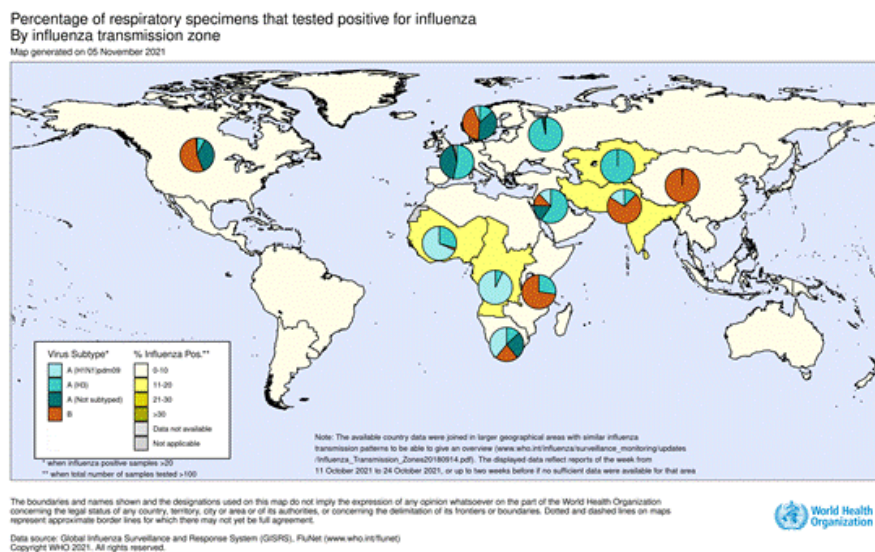 Percentage of respiratory specimens that tested positive for influenza
By influenza transmission zone
Map generated on 05 November 2021
Virus Subtype*
A (H1N1)pdm09
A (H3)
A (Not subtyped)
B
% Influenza Pos.**
0-10
11-20
21-30
>30
Data not available
Not applicable
* when influenza positive samples >20
** when total number of samples tested >100
Note: The available country data were joined in larger geographical areas with similar influenza
transmission patterns to be able to give an overview (www.who.int/influenza/surveillance_monitoring/updates
/Influenza_Transmission_Zones20180914.pdf). The displayed data reflect reports of the week from
11 October 2021 to 24 October 2021, or up to two weeks before if no sufficient data were available for that area
The boundaries and names shown and the designations used on this map do not imply the expression of any opinion whatsoever on the part of the World Health Organization
concerning the legal status of any country, territory, city or area or of its authorities, or concerning the delimitation of its frontiers or boundaries. Dotted and dashed lines on maps
represent approximate border lines for which there may not yet be full agreement.
Data source: Global Influenza Surveillance and Response System (GISRS), FluNet (www.who.int/flunet)
Copyright WHO 2021. All rights reserved.
World Health
Organization